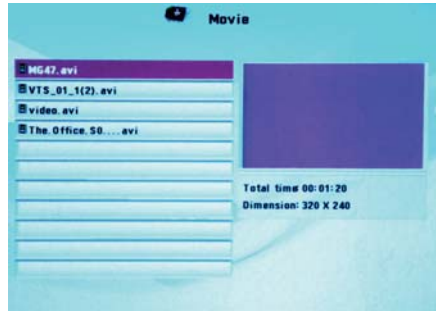 Movie
MG47.avi
VTS_01_1(2).avi
video.avi
The.Office.S0....avi
Total time 00:01:20
Dimension: 320 X 240